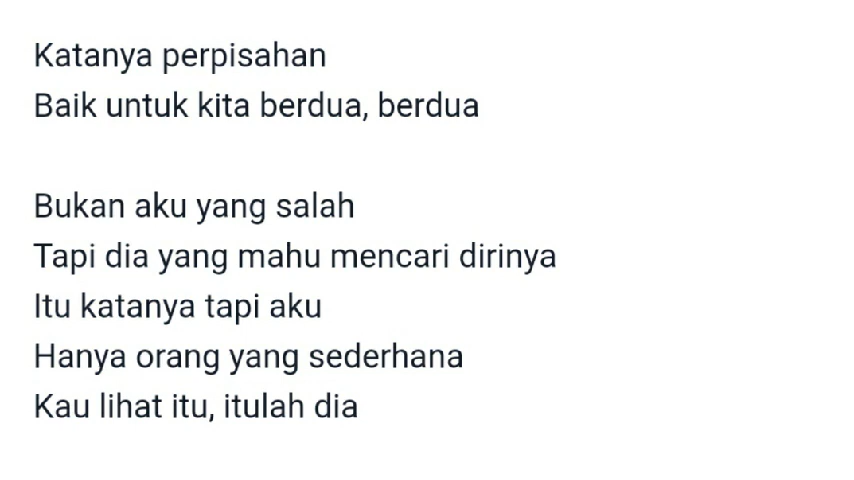 Katanya perpisahan
Baik untuk kita berdua, berdua
Bukan aku yang salah
Tapi dia yang mahu mencari dirinya
Itu katanya tapi aku
Hanya orang yang sederhana
Kau lihat itu, itulah dia